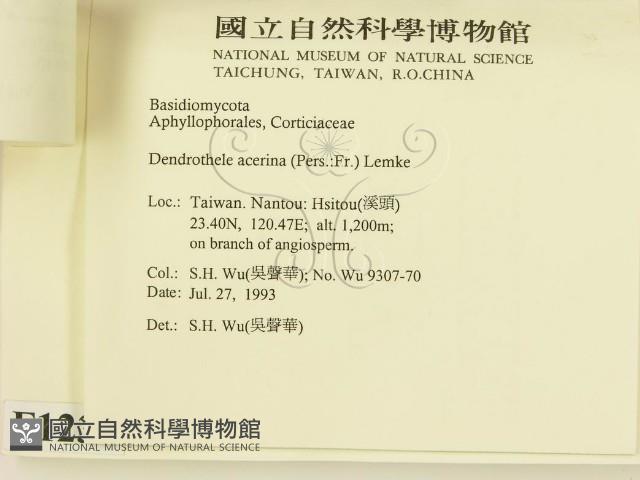 國立自然科學博物館
NATIONAL MUSEUM OF NATURAL SCIENCE
TAICHUNG, TAIWAN, R.O.CHINA
Basidiomycota
Aphyllophorales, Corticiaceae
Dendrothele acerina (Pers.:Fr.) Lemke
Loc.: Taiwan. Nantou: Hsitou(溪頭)
23.40N, 120.47E; alt. 1,200m;
on branch of angiosperm.
Col.: S.H. Wu(吳聲華); No. Wu 9307-70
Date: Jul. 27, 1993
Det.: S.H. Wu(吳聲華)
國立自然科學博物館
NATIONAL MUSEUM OF NATURAL SCIENCE